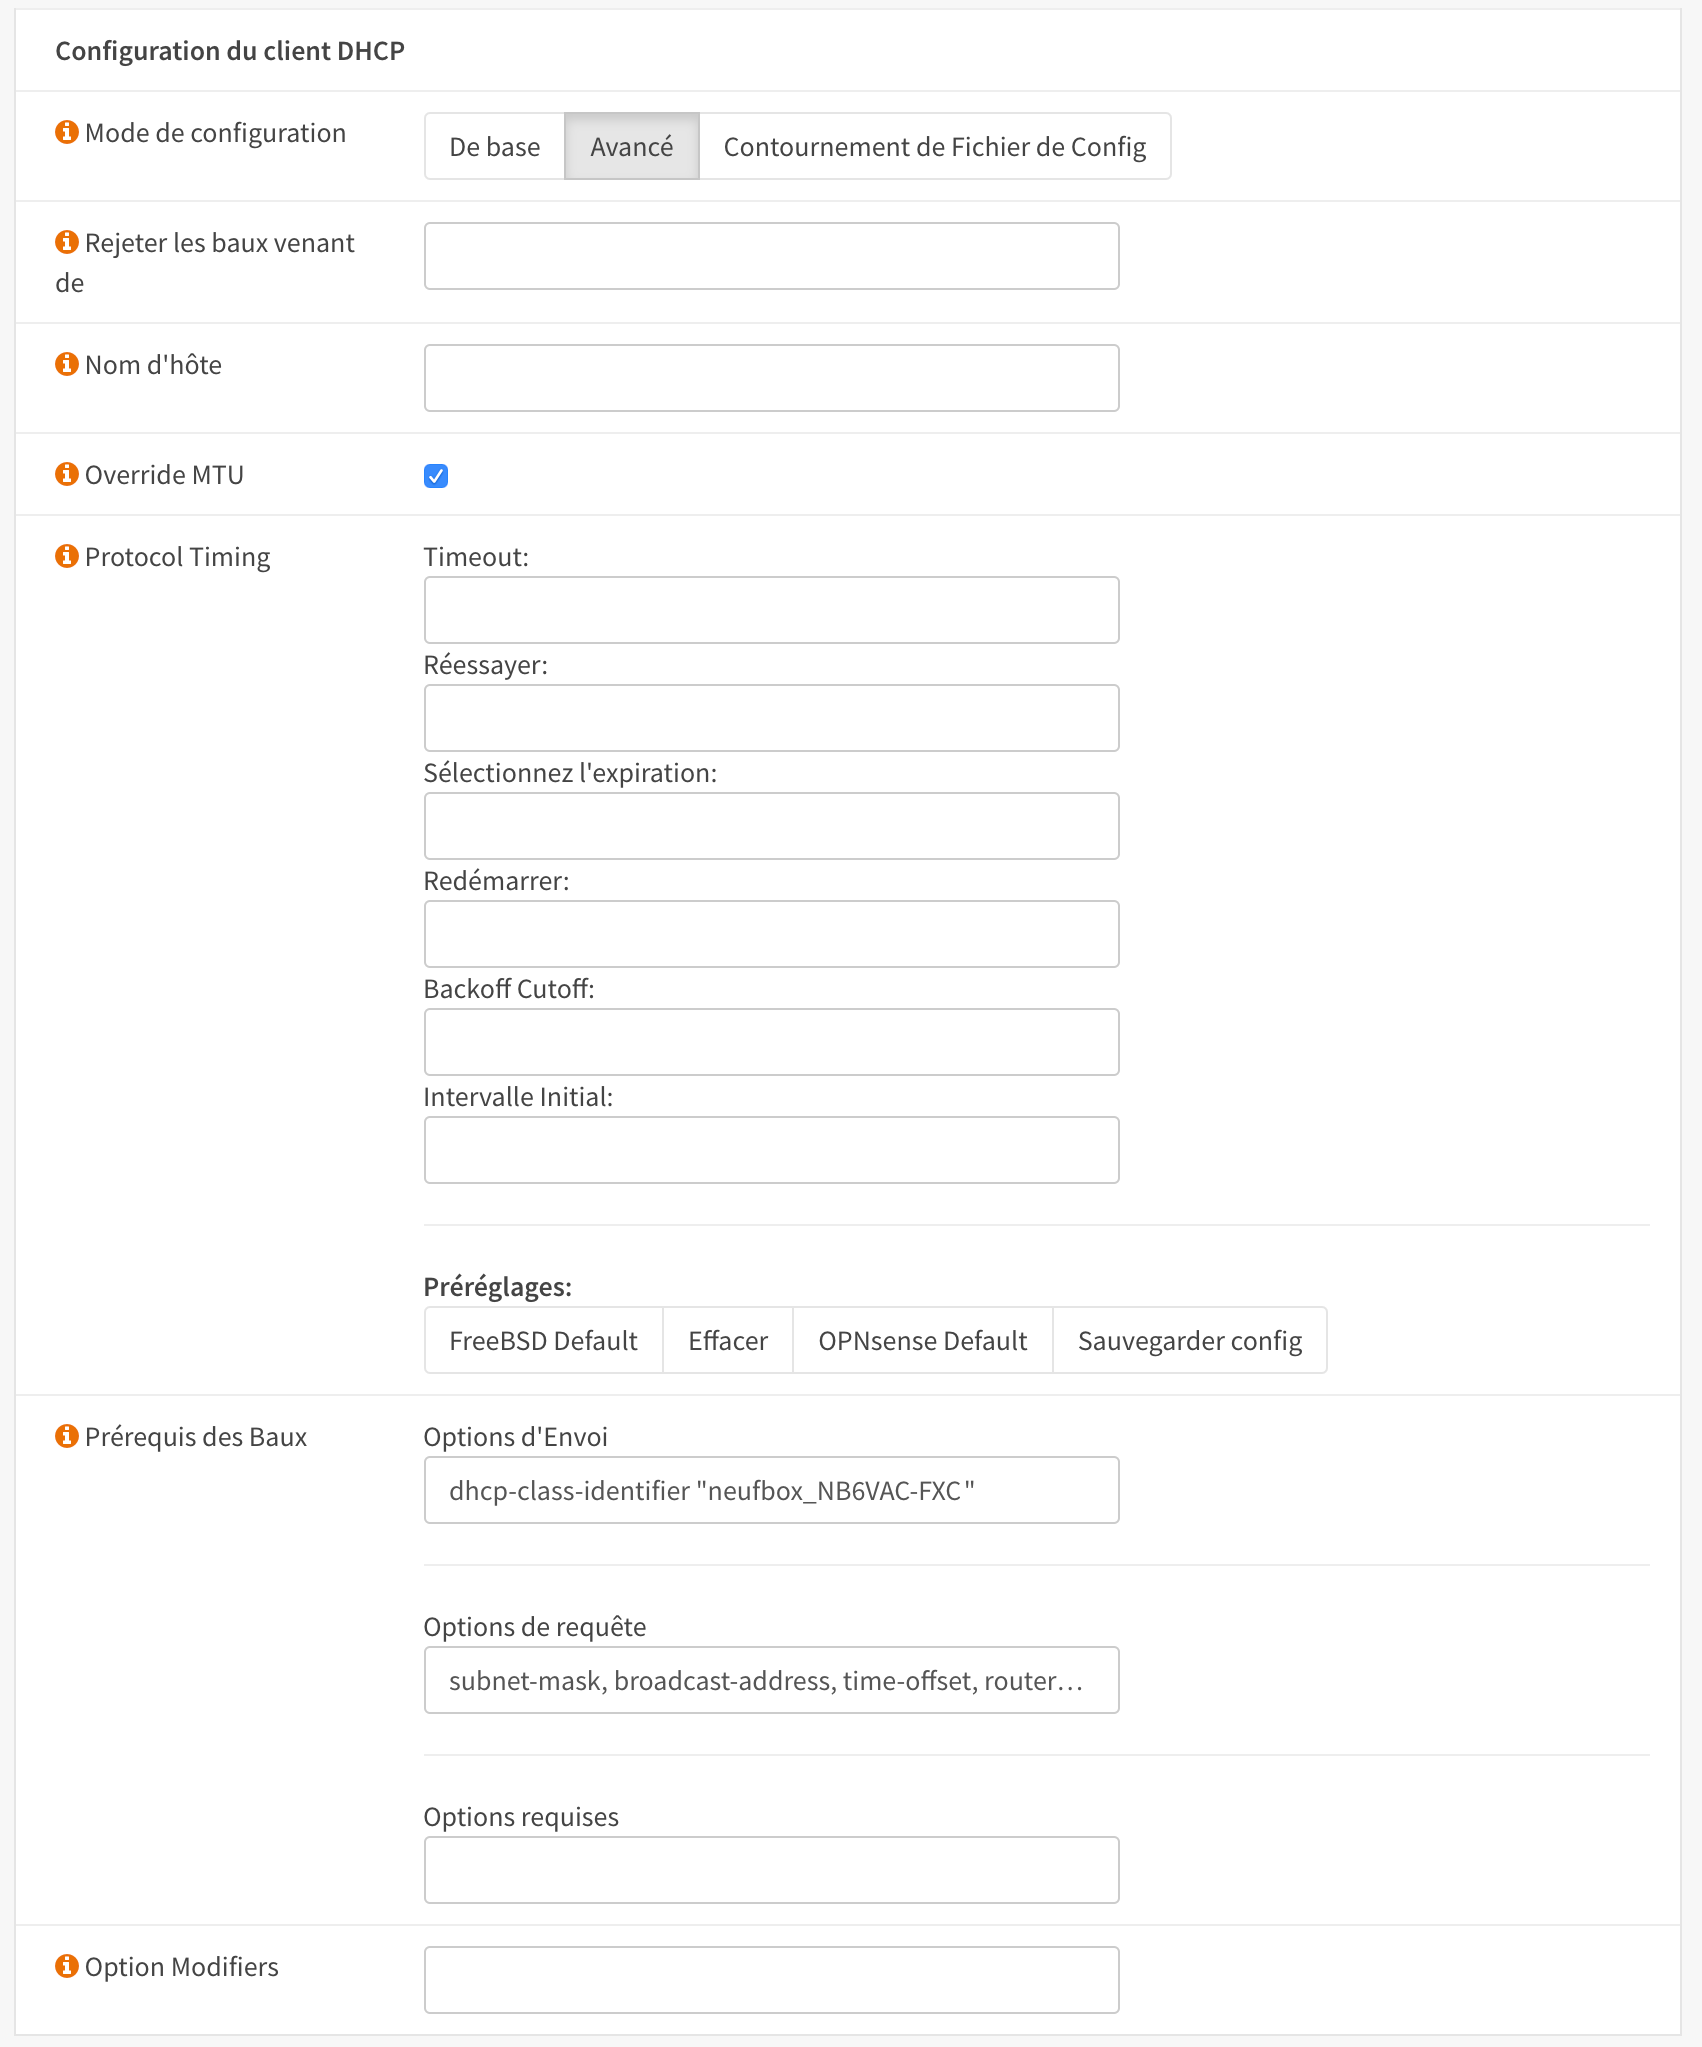 Configuration du client DHCP
Mode de configuration
De base
Avancé
Contournement de Fichier de Config
Rejeter les baux venant
de
Nom d'hôte
Override MTU
Protocol Timing
Timeout:
Réessayer:
Sélectionnez l'expiration:
Redémarrer:
Backoff Cutoff:
Intervalle Initial:
Préréglages:
FreeBSD Default
Effacer
OPNsense Default
Sauvegarder config
Prérequis des Baux
Options d'Envoi
dhcp-class-identifier "neufbox_NB6VAC-FXC"
Options de requête
subnet-mask, broadcast-address, time-offset, router…
Options requises
Option Modifiers